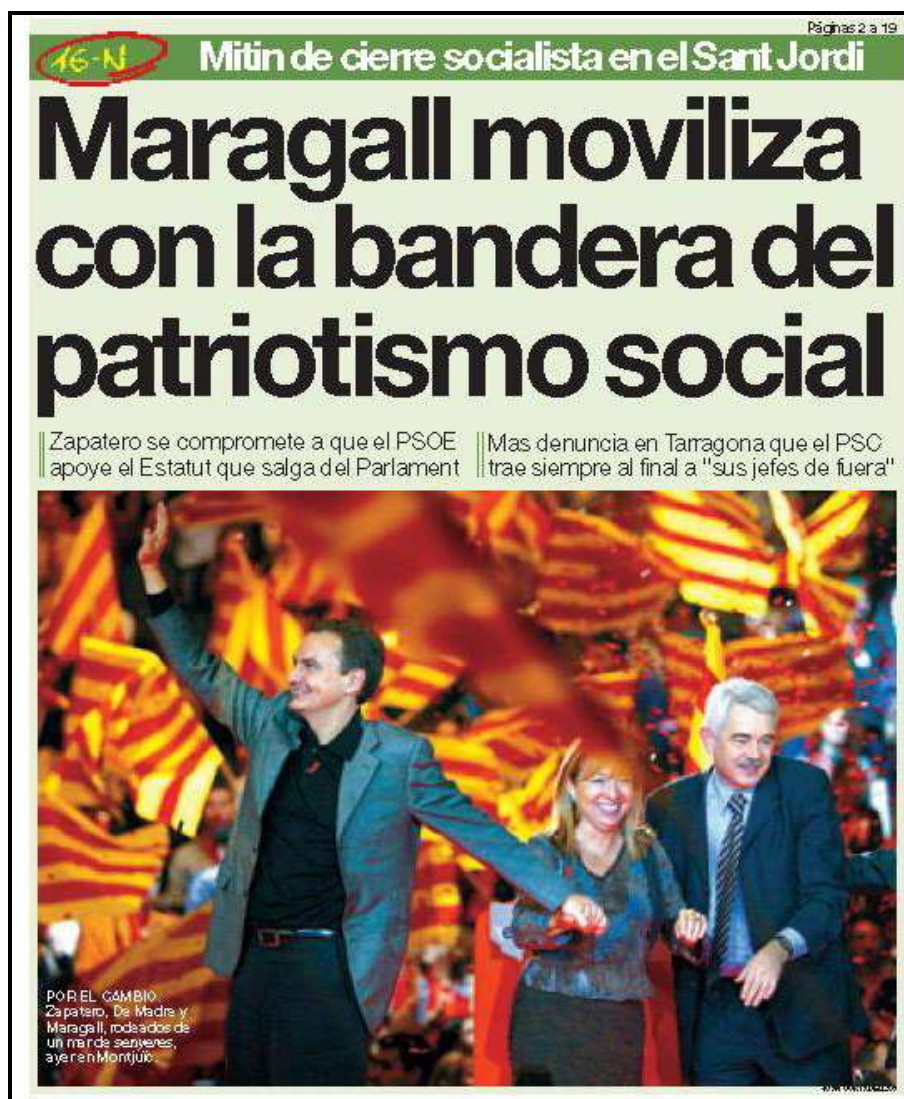 Páginas 2 a 19
16-N
Mitin de cierre socialista en el Sant Jordi
Maragall moviliza
con la bandera del
patriotismo social
Zapatero se compromete a que el PSOE
apoye el Estatut que salga del Parlament
Mas denuncia en Tarragona que el PSC
trae siempre al final a "sus jefes de fuera"
POR EL CAMBIO
Zapatero, De Madre y
Maragall, rodeados de
un mar de senyeres,
ayer en Montjuïc.